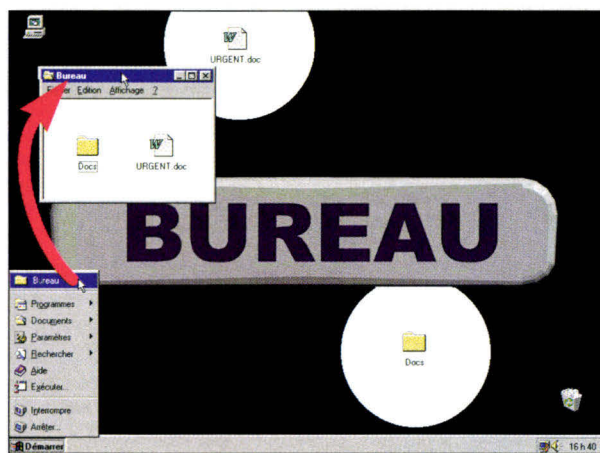 URGENT.doc
Bureau
Fichier Edition Affichage ?
Docs
URGENT.doc
BUREAU
Bureau
Programmes
Documents
Paramètres
Rechercher
Aide
Exécuter...
Interrompre
Arrêter...
Docs
Démarrer
16 h 40